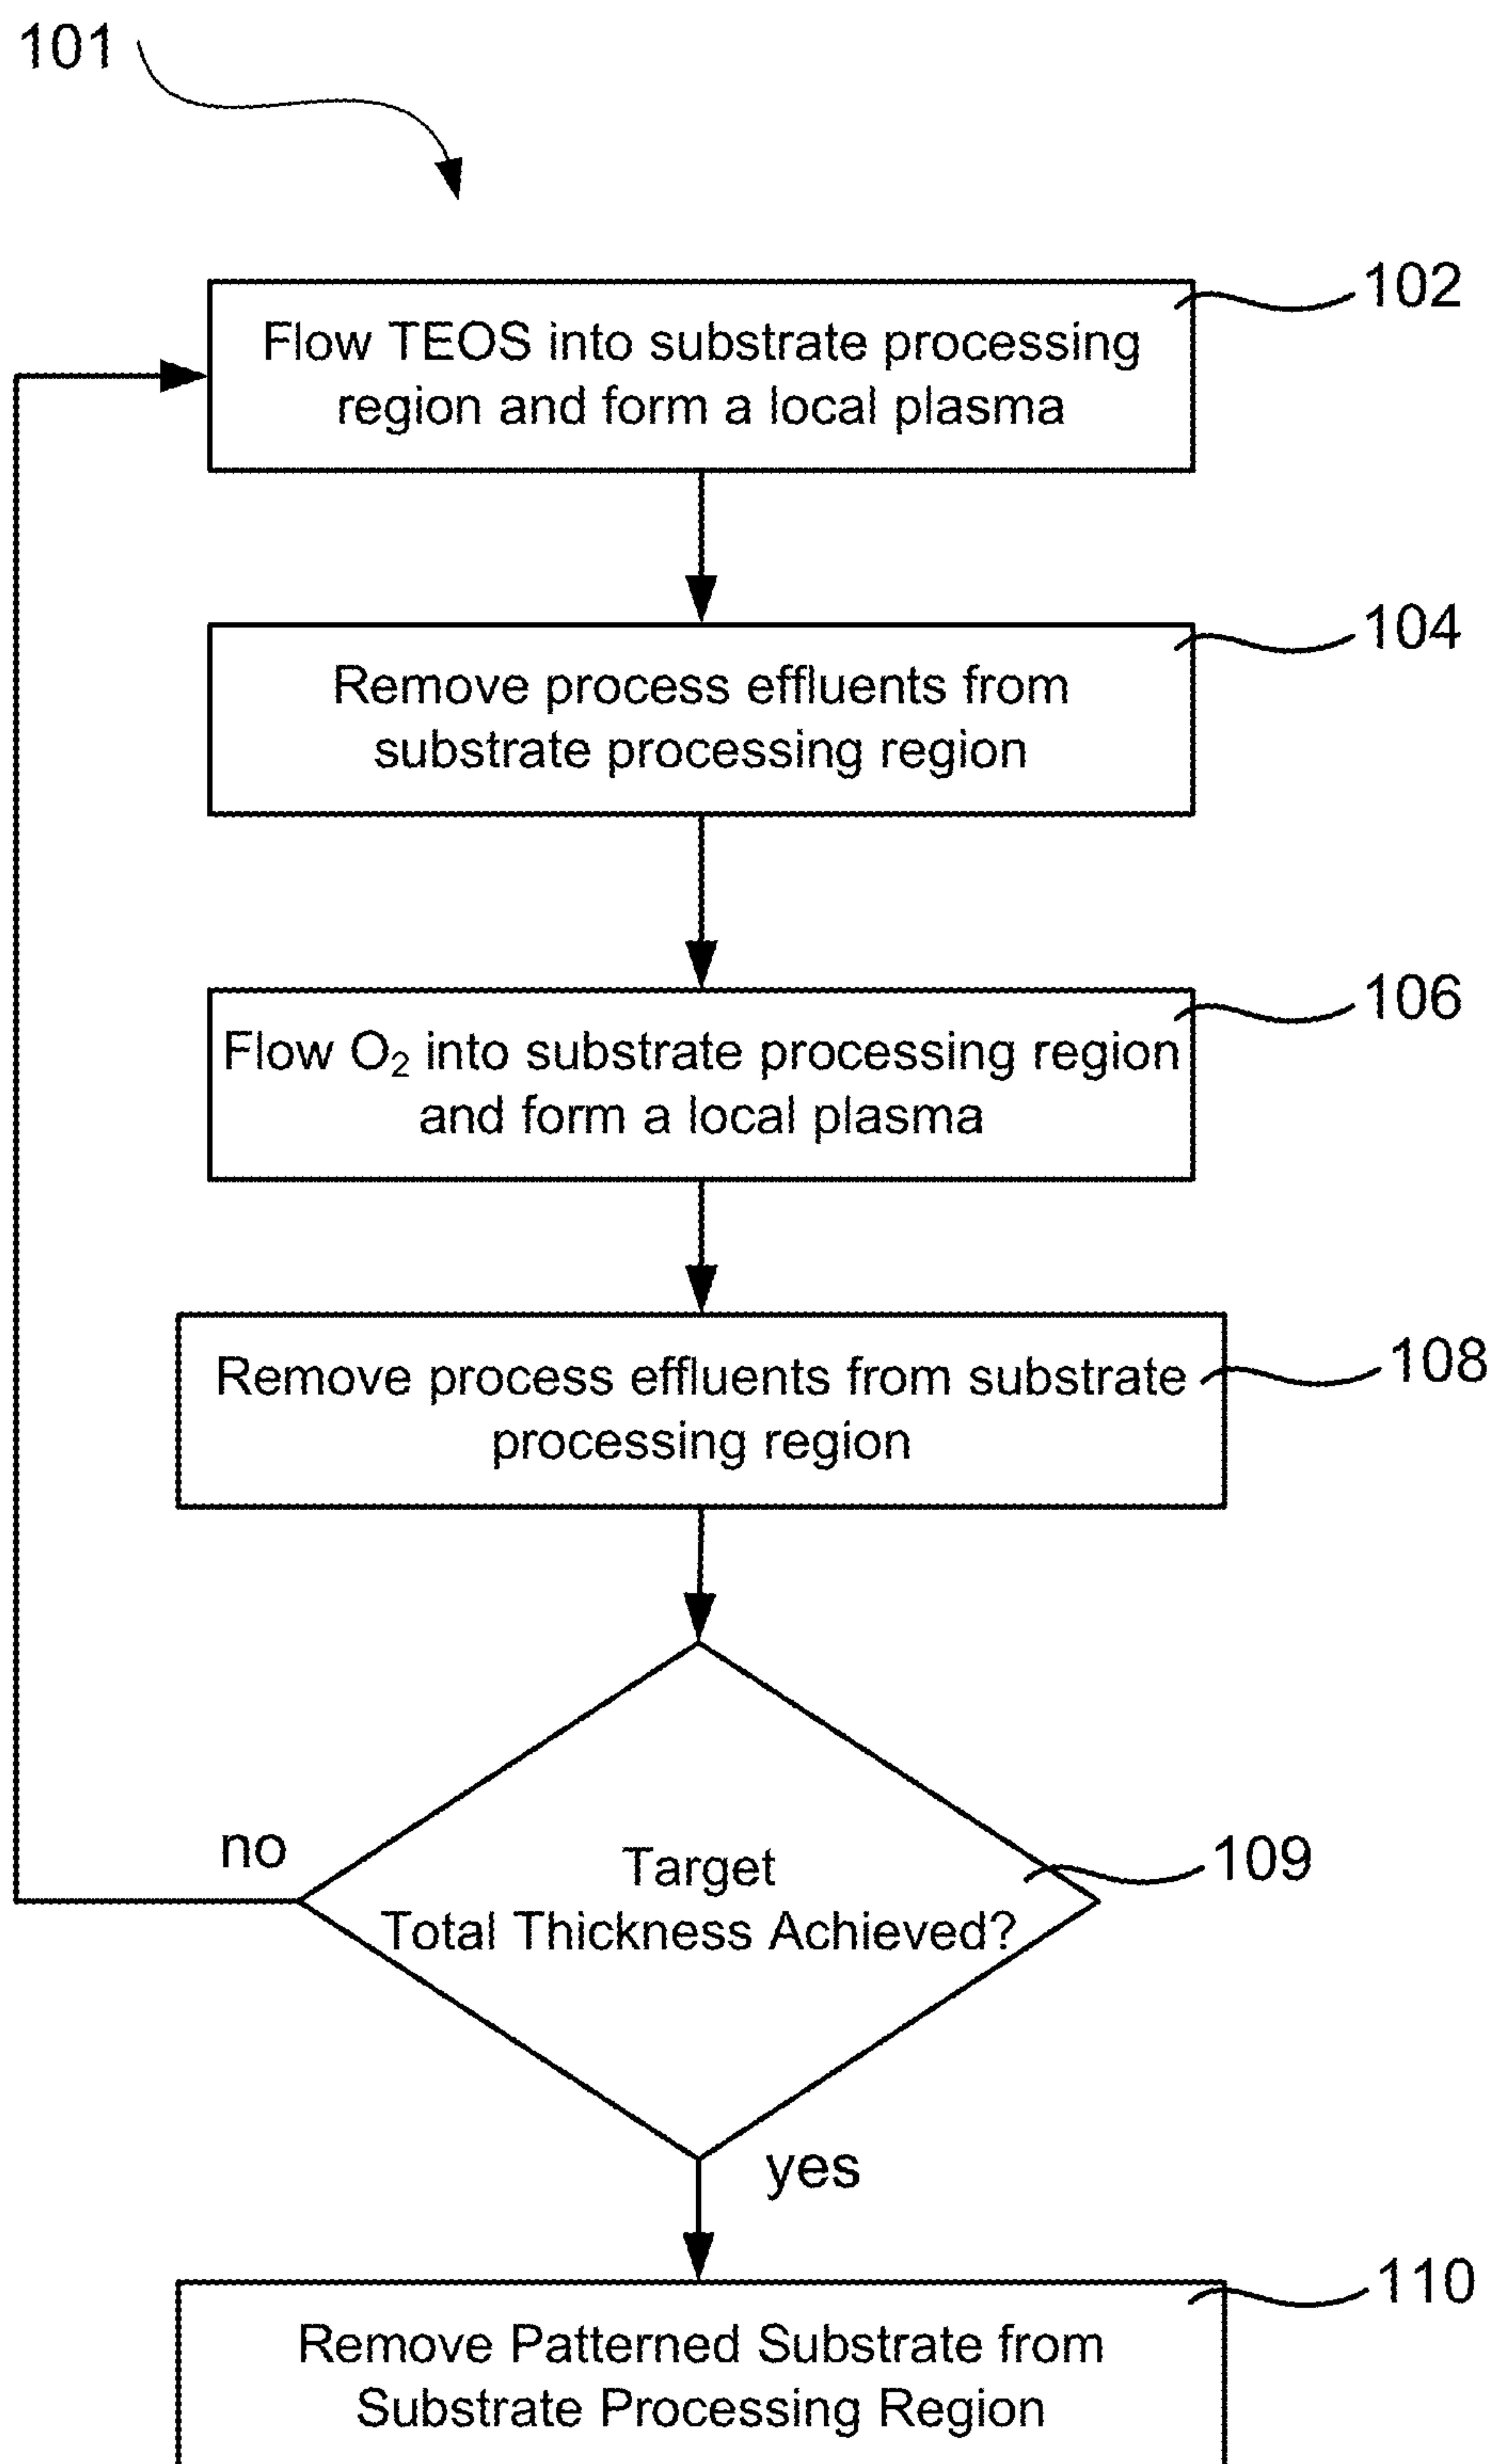 101
102
Flow TEOS into substrate processing
region and form a local plasma
104
Remove process effluents from
substrate processing region
106
Flow O₂ into substrate processing region
and form a local plasma
108
Remove process effluents from substrate
processing region
no
109
Target
Total Thickness Achieved?
yes
110
Remove Patterned Substrate from
Substrate Processing Region